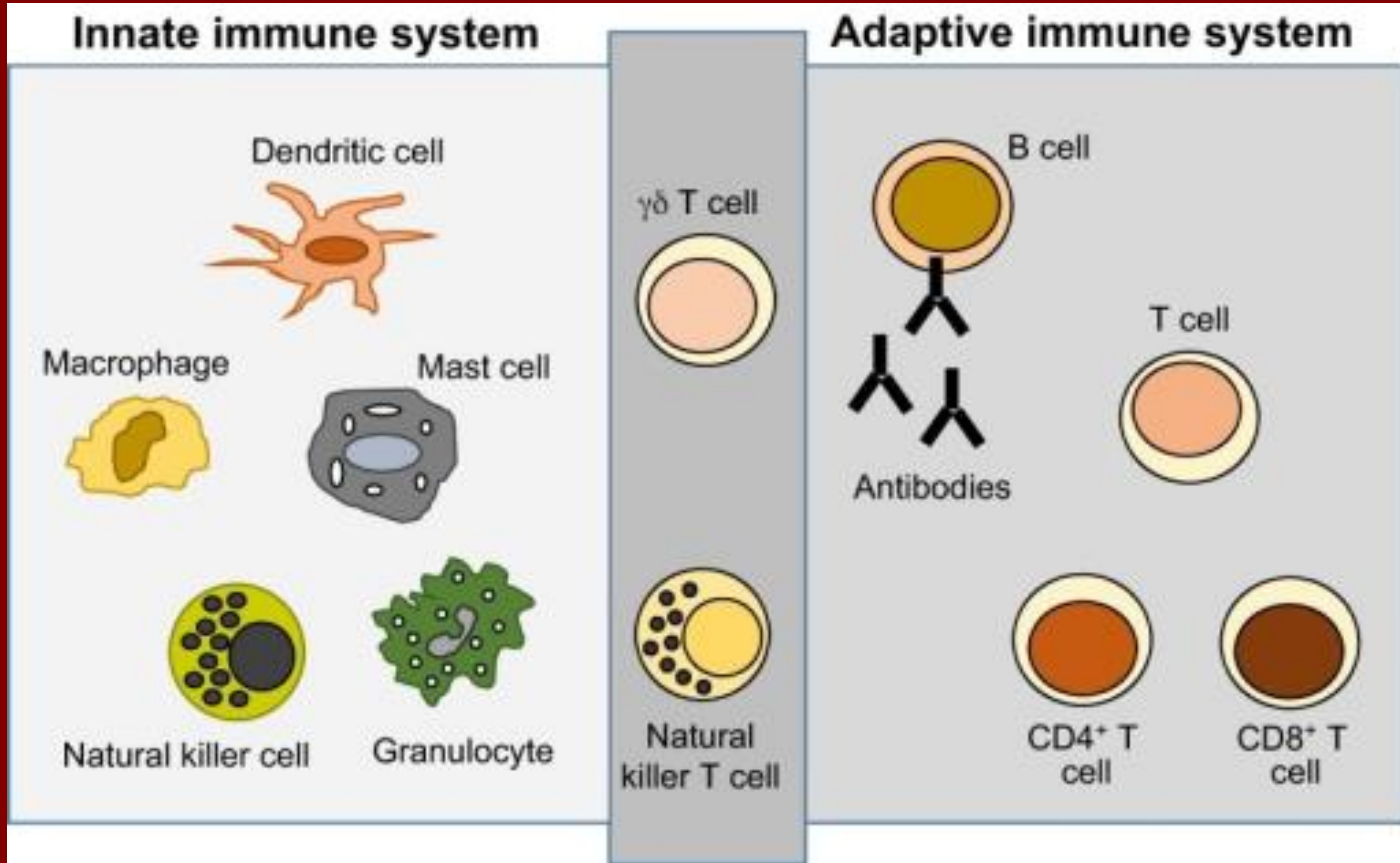 Innate immune system
Adaptive immune system
Dendritic cell
Macrophage
Mast cell
Natural killer cell
Granulocyte
γδ T cell
Natural
killer T cell
B cell
Antibodies
T cell
CD4⁺ T
cell
CD8⁺ T
cell